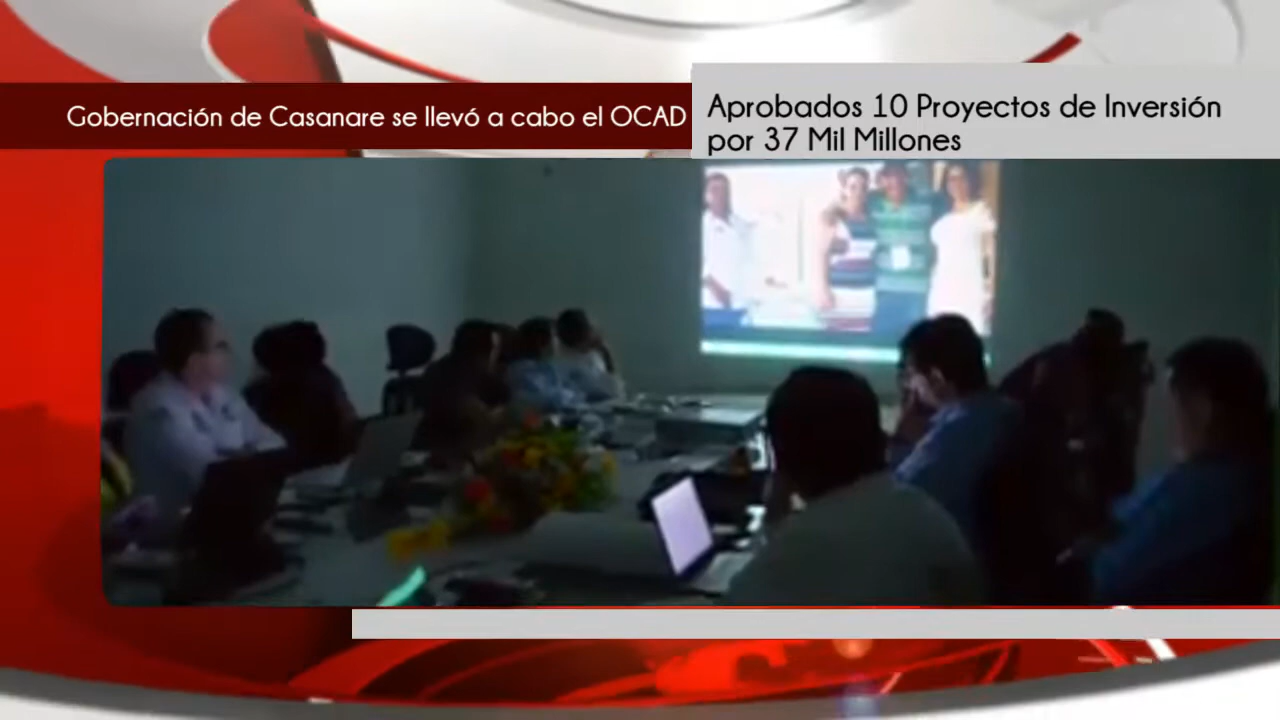 Gobernación de Casanare se llevó a cabo el OCAD
Aprobados 10 Proyectos de Inversión
por 37 Mil Millones